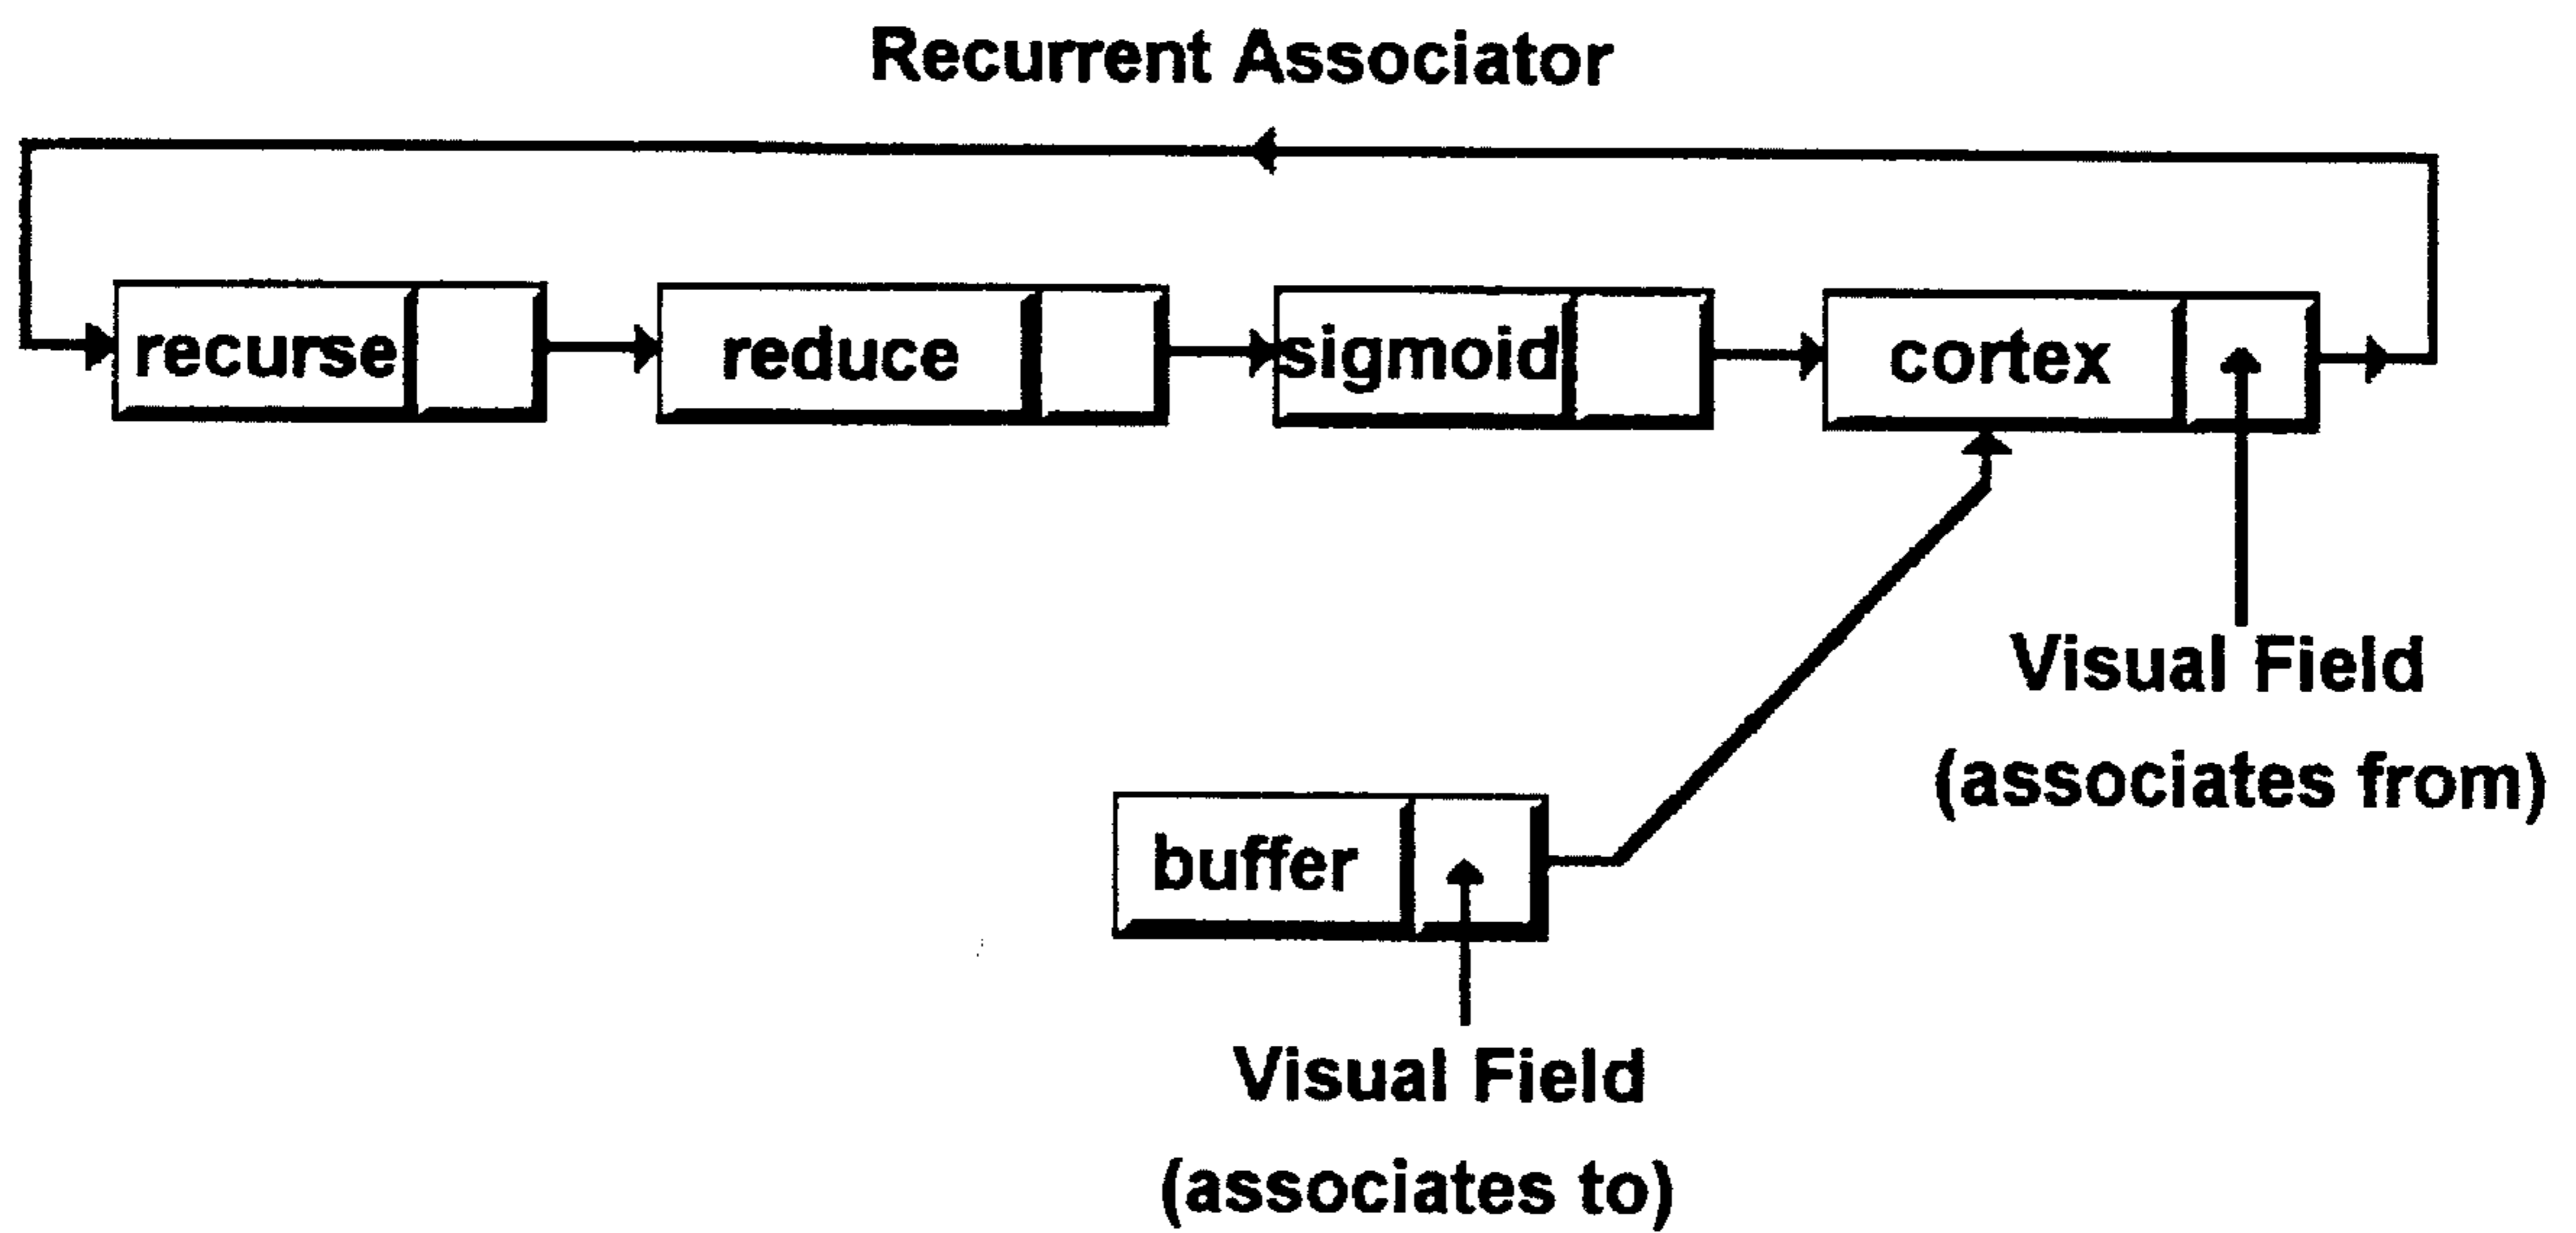 Recurrent Associator
recurse reduce sigmoid cortex
Visual Field
(associates from)
buffer
Visual Field
(associates to)